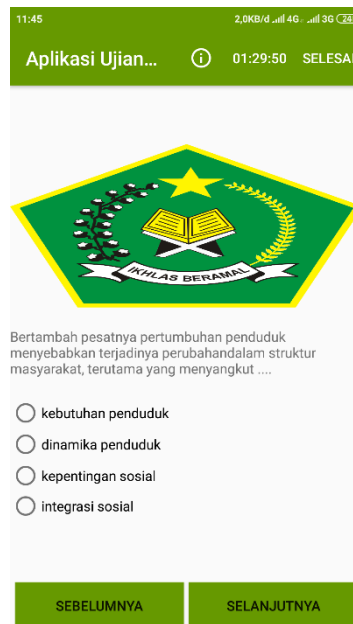 11:45 2,0KB/d 4G 3G 24
Aplikasi Ujian... 01:29:50 SELESAI
IKHLAS BERAMAL
Bertambah pesatnya pertumbuhan penduduk
menyebabkan terjadinya perubahandalam struktur
masyarakat, terutama yang menyangkut ....
kebutuhan penduduk
dinamika penduduk
kepentingan sosial
integrasi sosial
SEBELUMNYA SELANJUTNYA